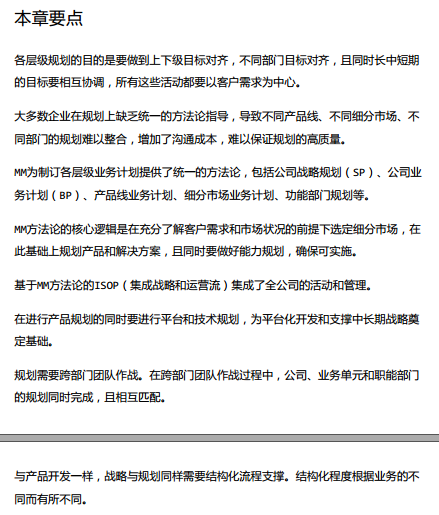 本章要点
各层级规划的目的是要做到上下级目标对齐，不同部门目标对齐，且同时长中短期
的目标要相互协调，所有这些活动都要以客户需求为中心。
大多数企业在规划上缺乏统一的方法论指导，导致不同产品线、不同细分市场、不
同部门的规划难以整合，增加了沟通成本，难以保证规划的高质量。
MM为制订各层级业务计划提供了统一的方法论，包括公司战略规划（SP）、公司业
务计划（BP）、产品线业务计划、细分市场业务计划、功能部门规划等。
MM方法论的核心逻辑是在充分了解客户需求和市场状况的前提下选定细分市场，在
此基础上规划产品和解决方案，且同时要做好能力规划，确保可实施。
基于MM方法论的ISOP（集成战略和运营流）集成了全公司的活动和管理。
在进行产品规划的同时要进行平台和技术规划，为平台化开发和支撑中长期战略奠
定基础。
规划需要跨部门团队作战。在跨部门团队作战过程中，公司、业务单元和职能部门
的规划同时完成，且相互匹配。
与产品开发一样，战略与规划同样需要结构化流程支撑。结构化程度根据业务的不
同而有所不同。